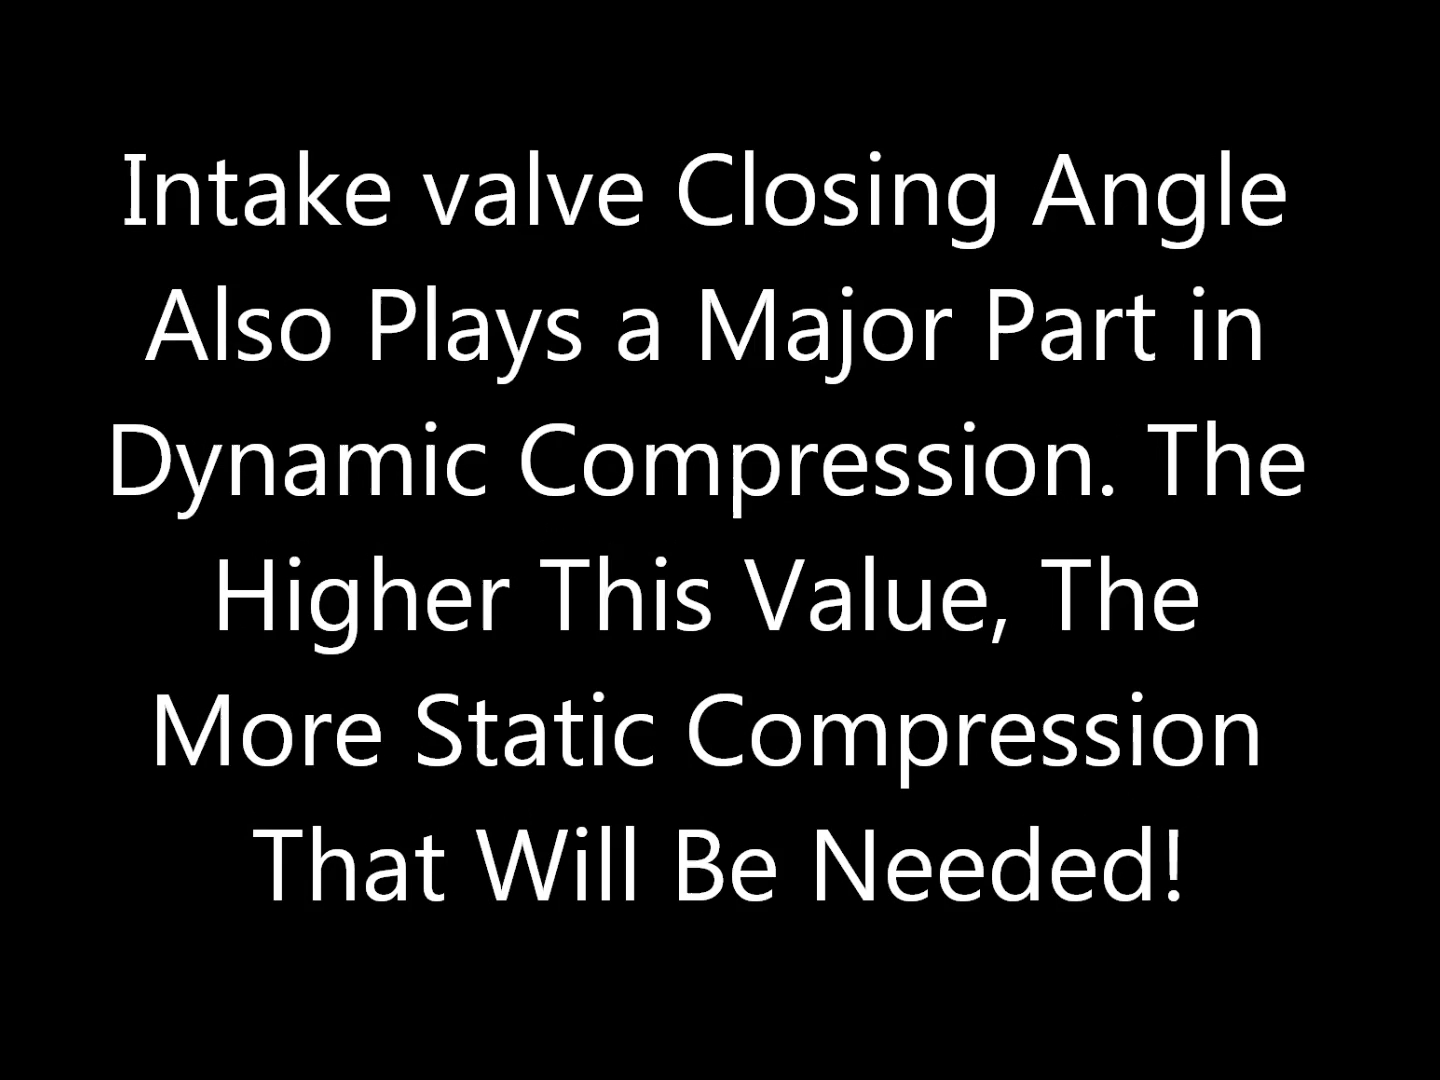 Intake valve Closing Angle
Also Plays a Major Part in
Dynamic Compression. The
Higher This Value, The
More Static Compression
That Will Be Needed!